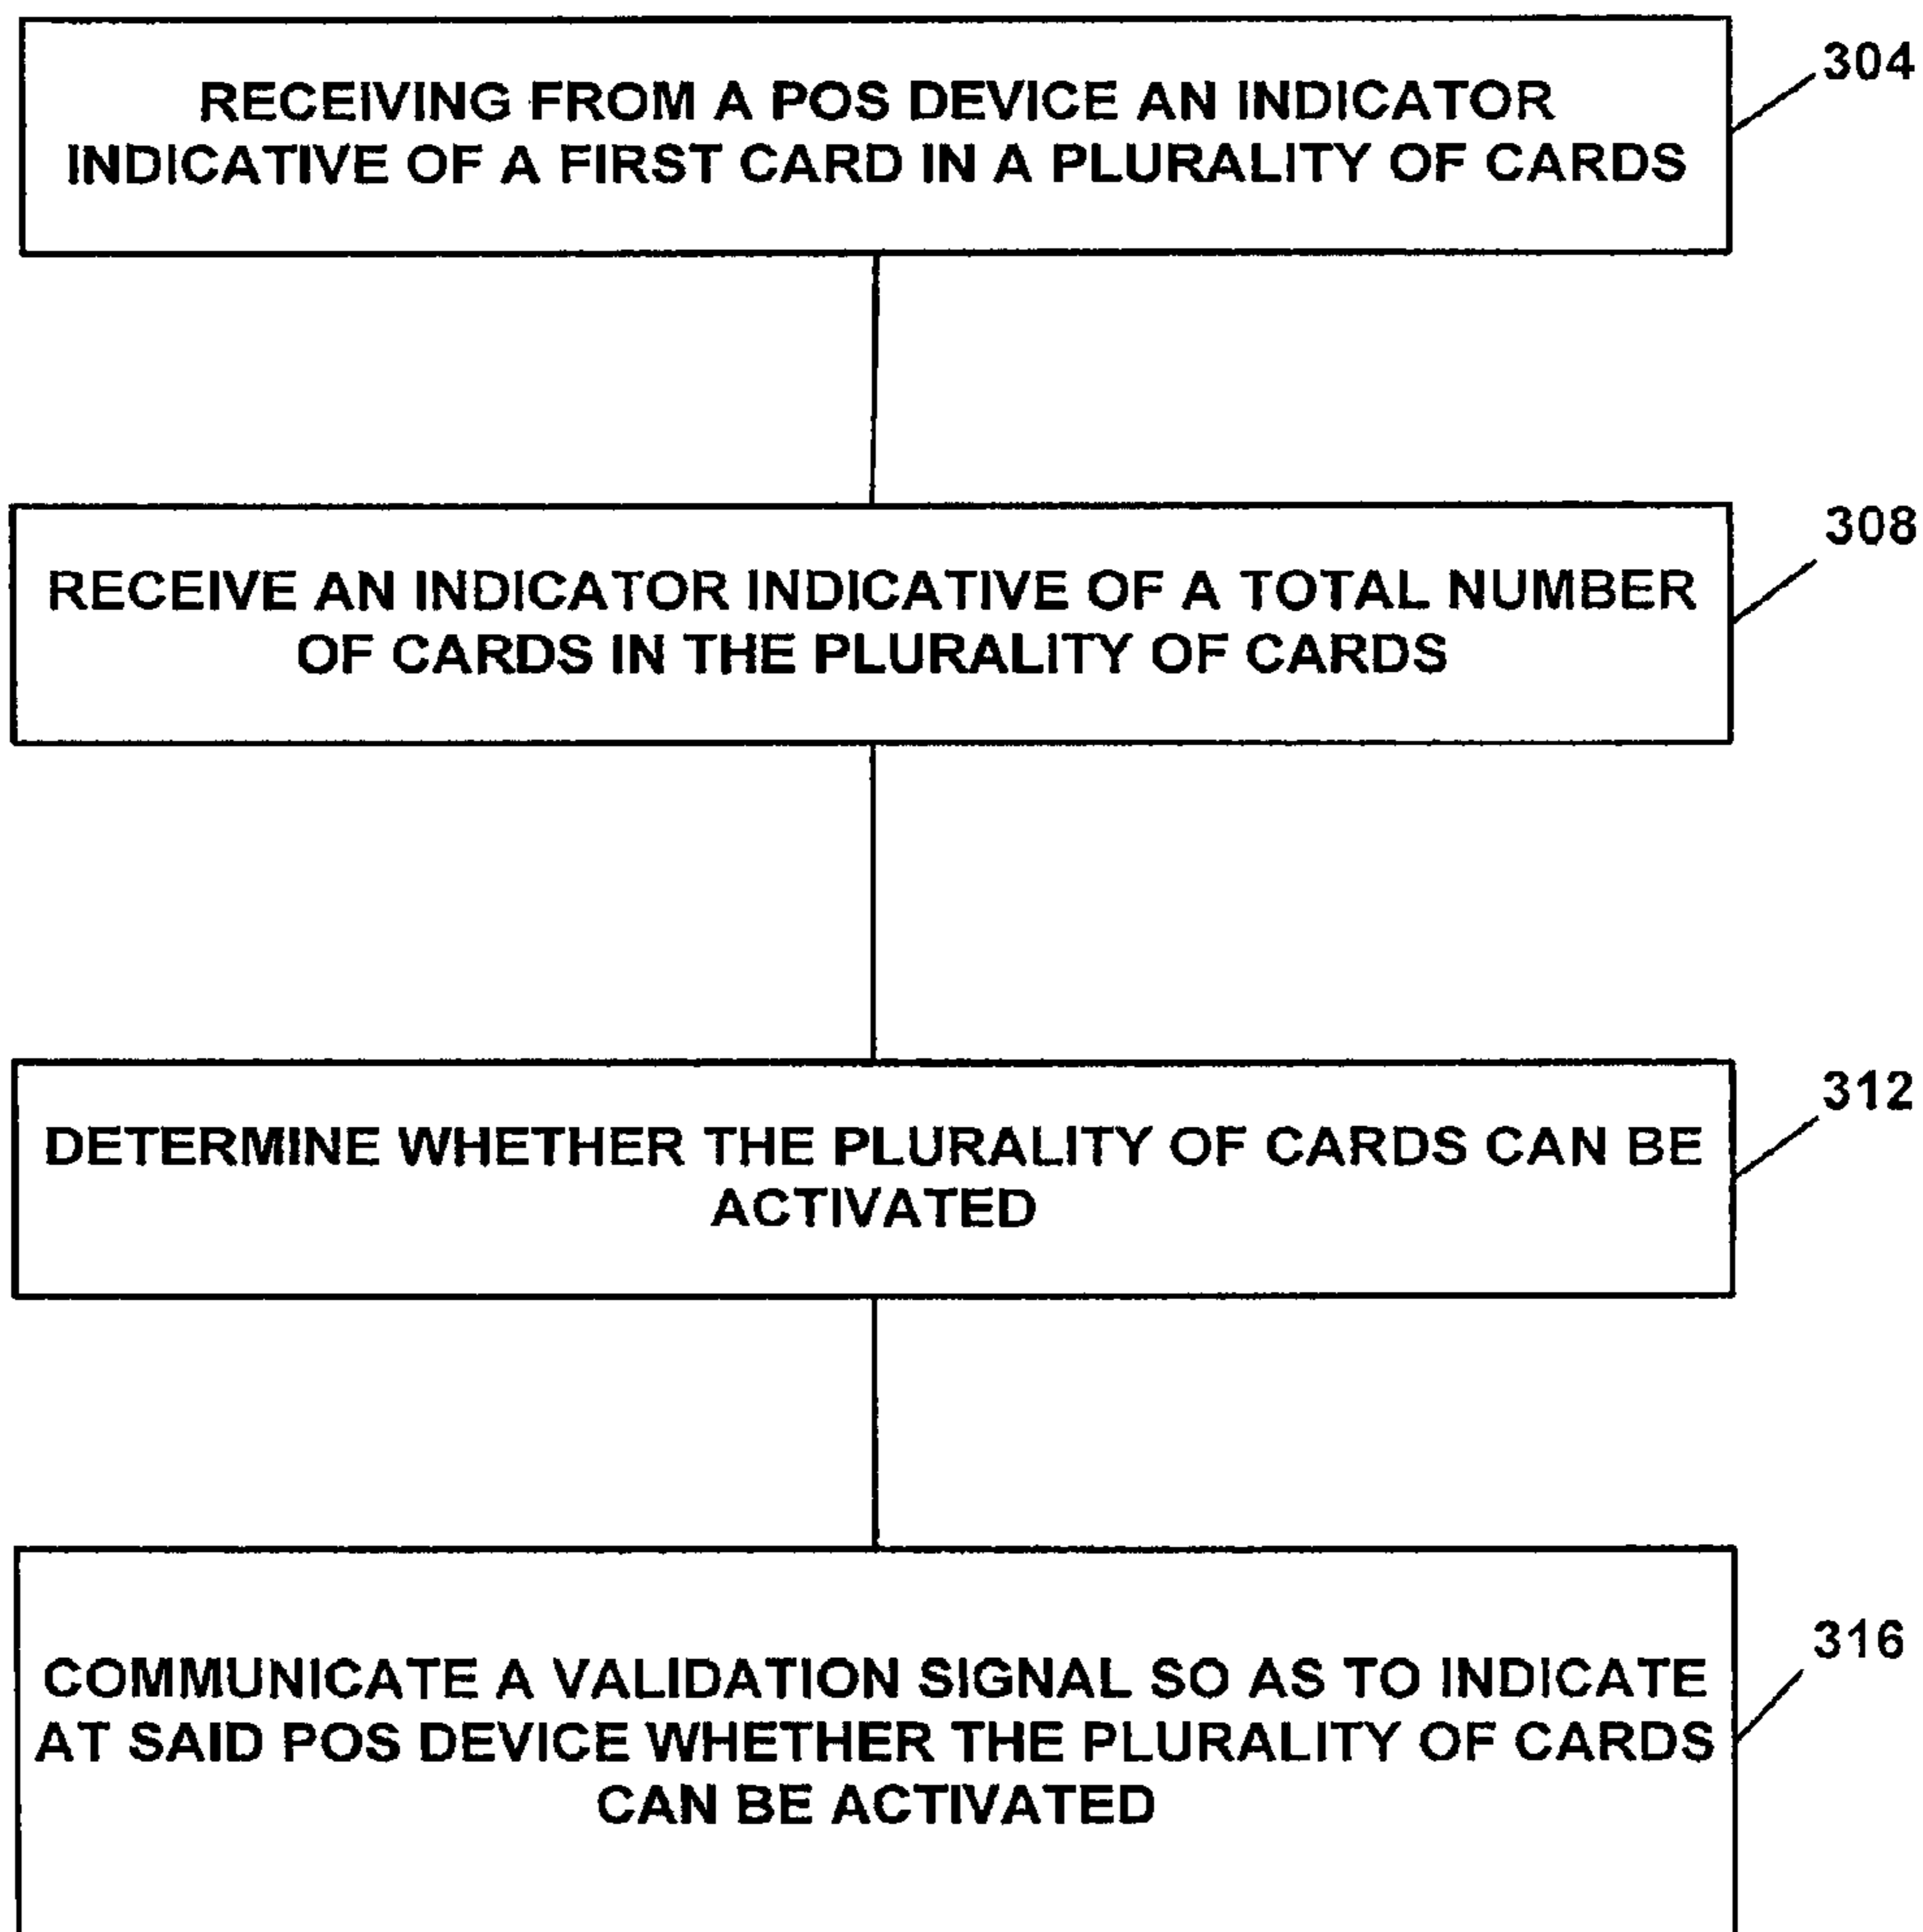 304
RECEIVING FROM A POS DEVICE AN INDICATOR
INDICATIVE OF A FIRST CARD IN A PLURALITY OF CARDS
308
RECEIVE AN INDICATOR INDICATIVE OF A TOTAL NUMBER
OF CARDS IN THE PLURALITY OF CARDS
312
DETERMINE WHETHER THE PLURALITY OF CARDS CAN BE
ACTIVATED
316
COMMUNICATE A VALIDATION SIGNAL SO AS TO INDICATE
AT SAID POS DEVICE WHETHER THE PLURALITY OF CARDS
CAN BE ACTIVATED